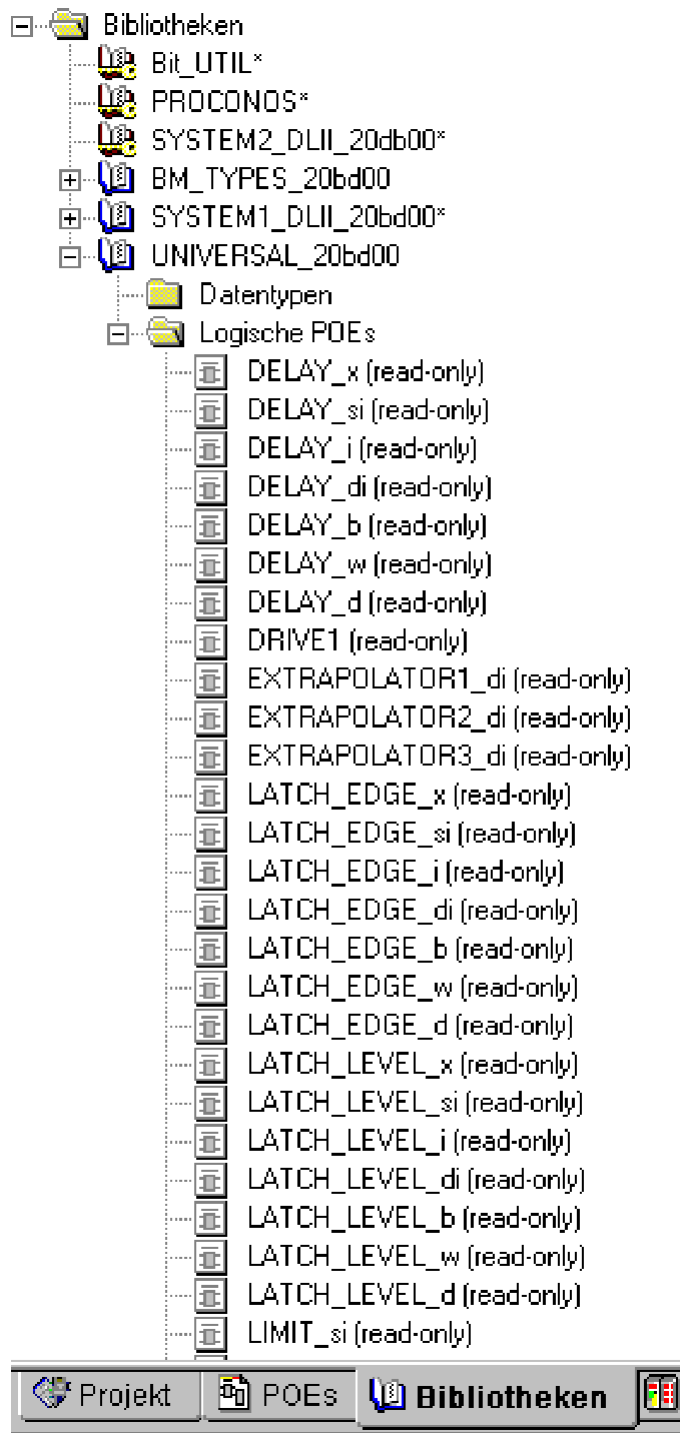 Bibliotheken
Bit_UTIL*
PROCONOS*
SYSTEM2_DLII_20db00*
BM_TYPES_20bd00
SYSTEM1_DLII_20bd00*
UNIVERSAL_20bd00
Datentypen
Logische POEs
DELAY_x (read-only)
DELAY_si (read-only)
DELAY_i (read-only)
DELAY_di (read-only)
DELAY_b (read-only)
DELAY_w (read-only)
DELAY_d (read-only)
DRIVE1 (read-only)
EXTRAPOLATOR1_di (read-only)
EXTRAPOLATOR2_di (read-only)
EXTRAPOLATOR3_di (read-only)
LATCH_EDGE_x (read-only)
LATCH_EDGE_si (read-only)
LATCH_EDGE_i (read-only)
LATCH_EDGE_di (read-only)
LATCH_EDGE_b (read-only)
LATCH_EDGE_w (read-only)
LATCH_EDGE_d (read-only)
LATCH_LEVEL_x (read-only)
LATCH_LEVEL_si (read-only)
LATCH_LEVEL_i (read-only)
LATCH_LEVEL_di (read-only)
LATCH_LEVEL_b (read-only)
LATCH_LEVEL_w (read-only)
LATCH_LEVEL_d (read-only)
LIMIT_si (read-only)
Projekt POEs Bibliotheken